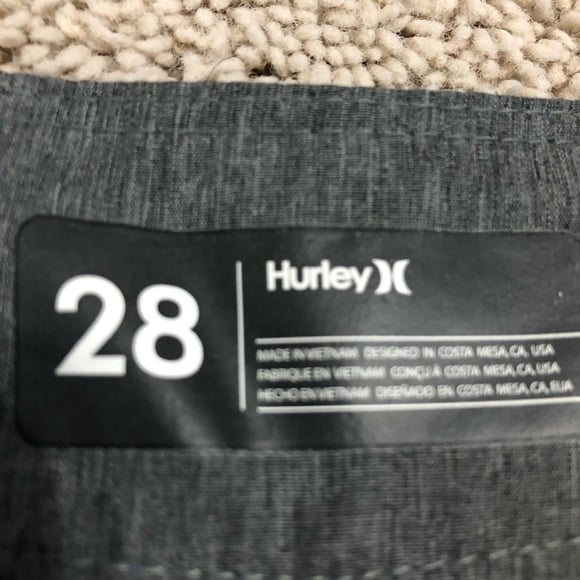 28
Hurley
MADE IN VIETNAM DESIGNED IN COSTA MESA, CA, USA
FABRIQUE EN VIETNAM CONÇU À COSTA MESA, CA, USA
HECHO EN VIETNAM DISEÑADO EN COSTA MESA, CA, EUA